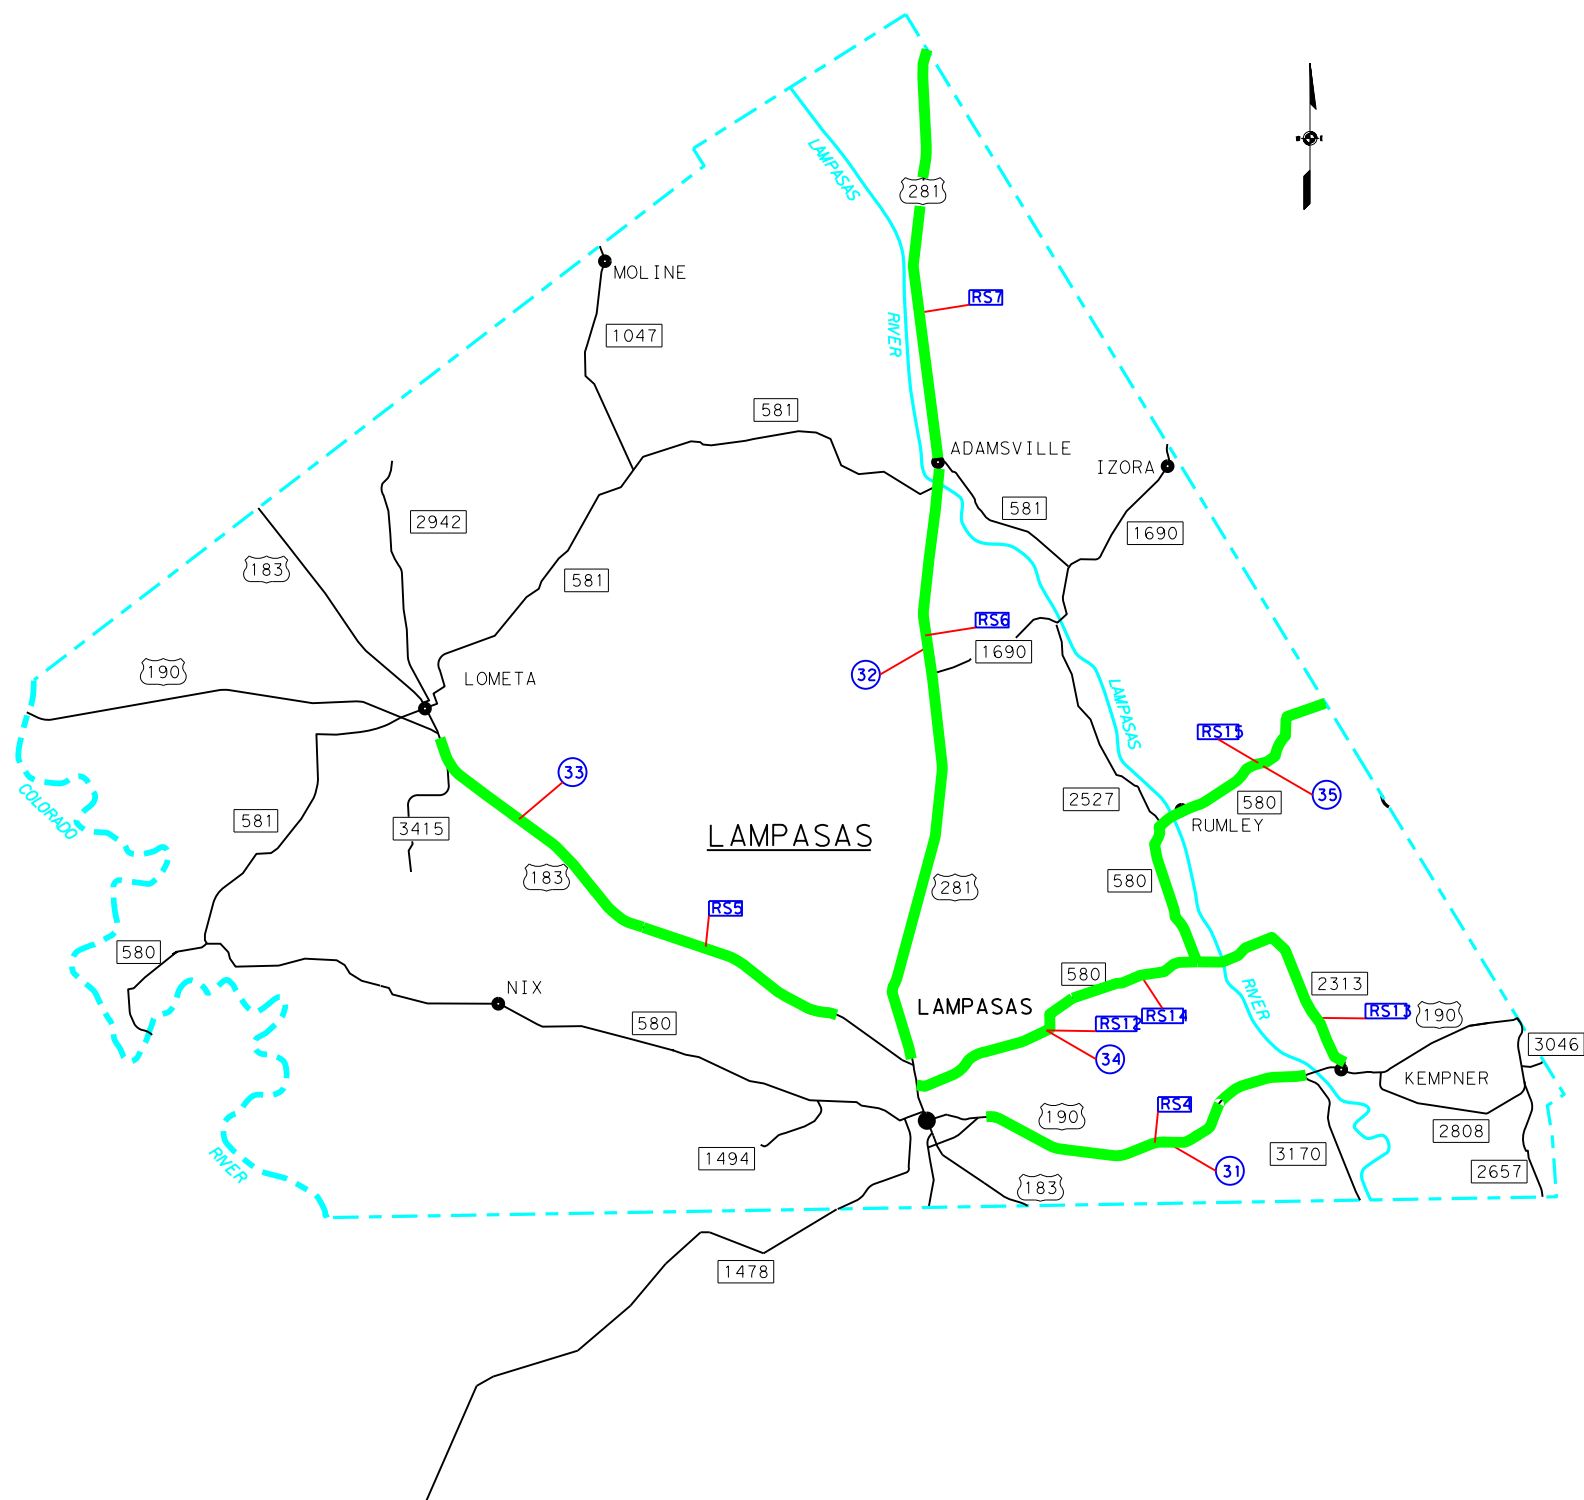 LAMPASAS
281
MOLINE
RS7
RIVER
1047
581
ADAMSVILLE
IZORA
2942
581
1690
183
581
RS6
1690
190
LOMETA
32
LAMPASAS
RS15
33
35
2527
580
COLORADO
581
3415
RUMLEY
LAMPASAS
183
580
281
RS5
580
580
2313
NIX
RIVER
LAMPASAS
RS14
RS13
190
580
RS12
3046
34
KEMPNER
RS4
190
2808
1494
3170
RIVER
31
2657
183
1478